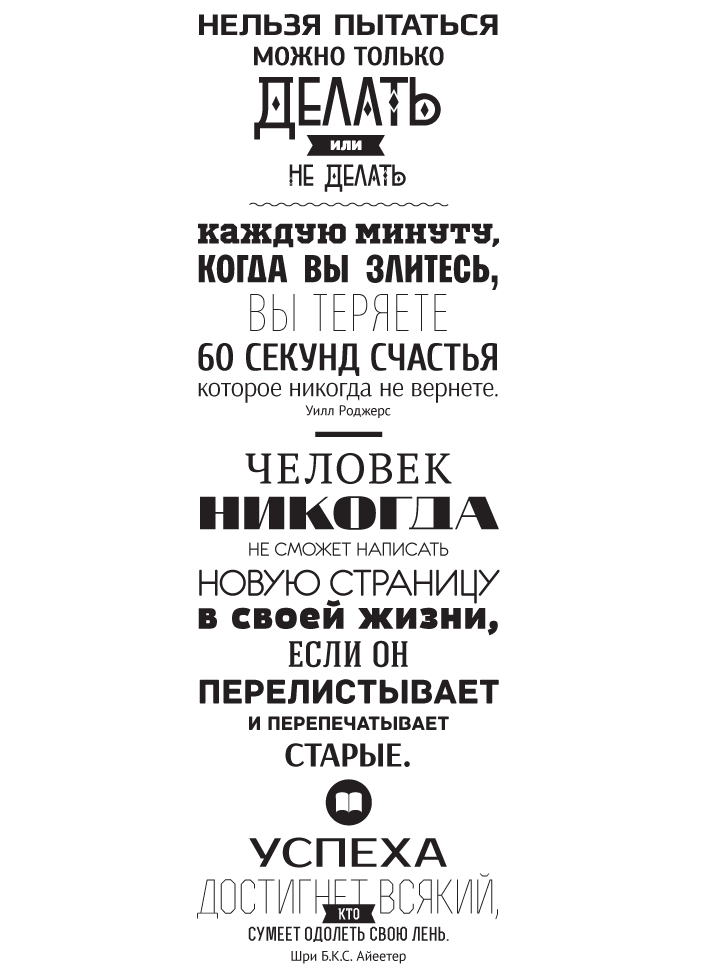 НЕЛЬЗЯ ПЫТАТЬСЯ
МОЖНО ТОЛЬКО
ДЕЛАТЬ
или
НЕ ДЕЛАТЬ
каждую минуту,
КОГДА ВЫ ЗЛИТЕСЬ,
ВЫ ТЕРЯЕТЕ
60 СЕКУНД СЧАСТЬЯ
которое никогда не вернете.
Уилл Роджерс
ЧЕЛОВЕК
НИКОГДА
НЕ СМОЖЕТ НАПИСАТЬ
НОВУЮ СТРАНИЦУ
в своей жизни,
ЕСЛИ ОН
ПЕРЕЛИСТЫВАЕТ
И ПЕРЕПЕЧАТЫВАЕТ
СТАРЫЕ.
УСПЕХА
ДОСТИГНЕТ ВСЯКИЙ,
КТО
СУМЕЕТ ОДОЛЕТЬ СВОЮ ЛЕНЬ.
Шри Б.К.С. Айеетер